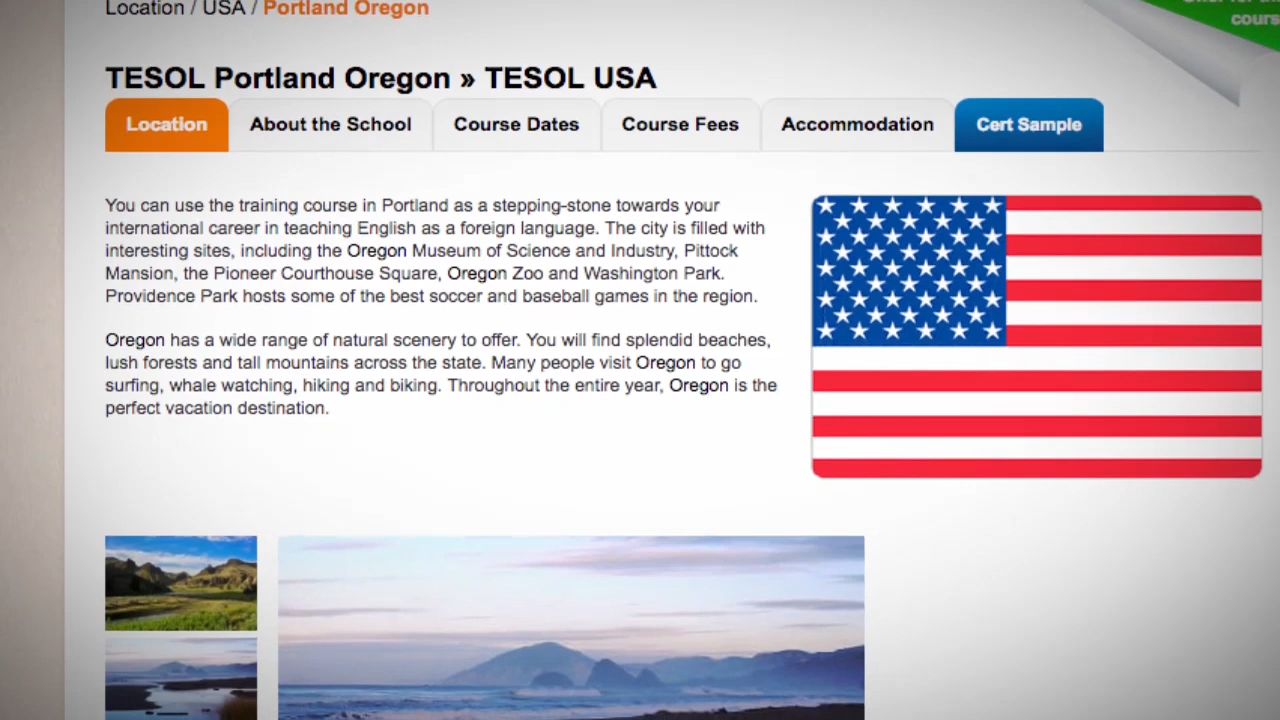 Location / USA / Portland Oregon
cours
TESOL Portland Oregon » TESOL USA
Location
About the School
Course Dates
Course Fees
Accommodation
Cert Sample
You can use the training course in Portland as a stepping-stone towards your
international career in teaching English as a foreign language. The city is filled with
interesting sites, including the Oregon Museum of Science and Industry, Pittock
Mansion, the Pioneer Courthouse Square, Oregon Zoo and Washington Park.
Providence Park hosts some of the best soccer and baseball games in the region.
Oregon has a wide range of natural scenery to offer. You will find splendid beaches,
lush forests and tall mountains across the state. Many people visit Oregon to go
surfing, whale watching, hiking and biking. Throughout the entire year, Oregon is the
perfect vacation destination.